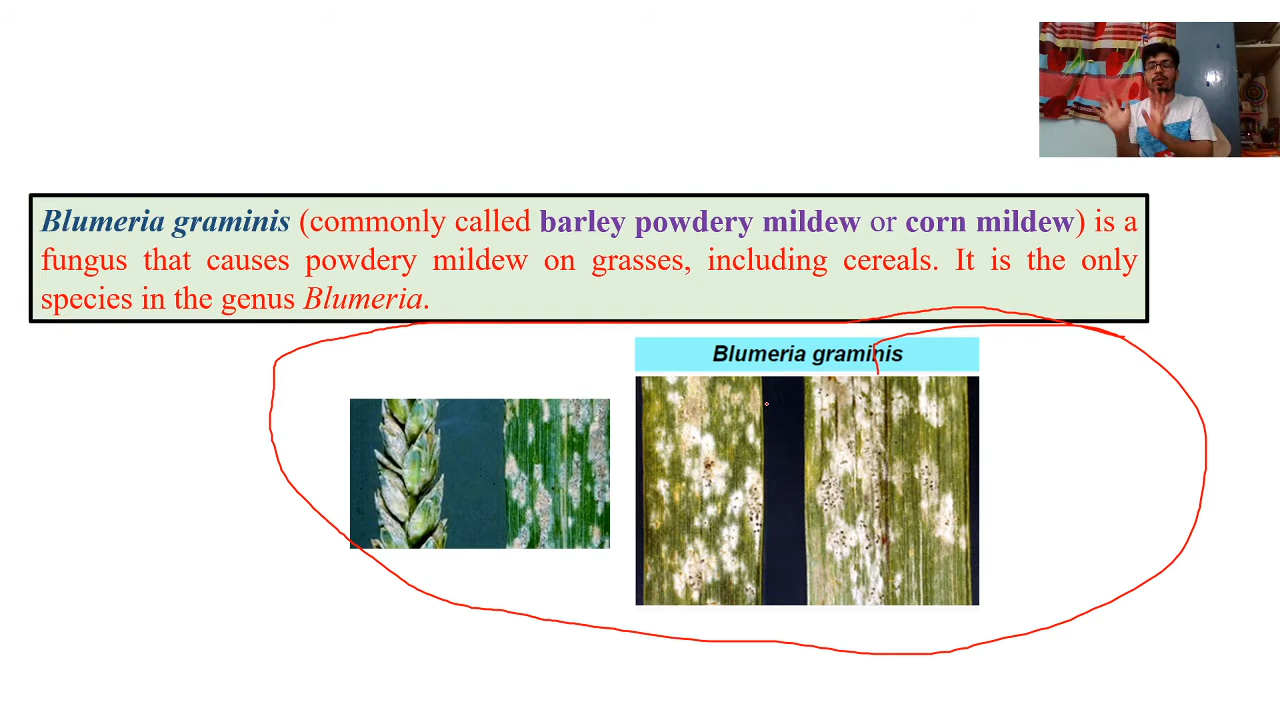 Blumeria graminis (commonly called barley powdery mildew or corn mildew) is a
fungus that causes powdery mildew on grasses, including cereals. It is the only
species in the genus Blumeria.
Blumeria graminis